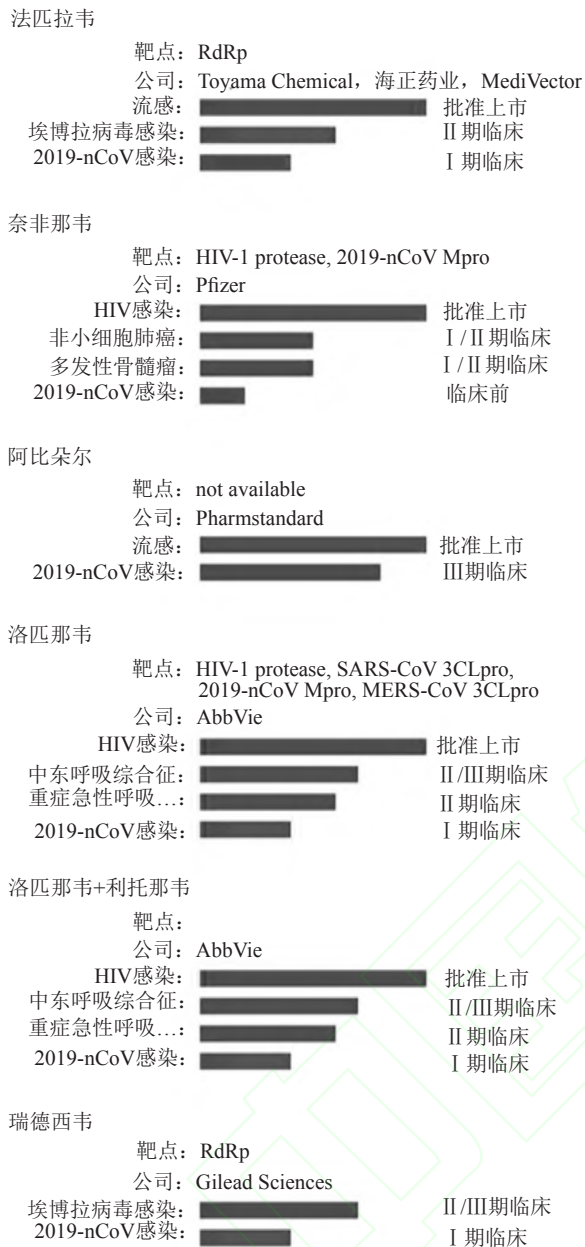 法匹拉韦
靶点：RdRp
公司：Toyama Chemical，海正药业，MediVector
流感： 批准上市
埃博拉病毒感染： Ⅱ期临床
2019-nCoV感染： Ⅰ期临床
奈非那韦
靶点：HIV-1 protease, 2019-nCoV Mpro
公司：Pfizer
HIV感染： 批准上市
非小细胞肺癌： Ⅰ/Ⅱ期临床
多发性骨髓瘤： Ⅰ/Ⅱ期临床
2019-nCoV感染： 临床前
阿比朵尔
靶点：not available
公司：Pharmstandard
流感： 批准上市
2019-nCoV感染： Ⅲ期临床
洛匹那韦
靶点：HIV-1 protease, SARS-CoV 3CLpro,
2019-nCoV Mpro, MERS-CoV 3CLpro
公司：AbbVie
HIV感染： 批准上市
中东呼吸综合征： Ⅱ/Ⅲ期临床
重症急性呼吸…： Ⅱ期临床
2019-nCoV感染： Ⅰ期临床
洛匹那韦+利托那韦
靶点：
公司：AbbVie
HIV感染： 批准上市
中东呼吸综合征： Ⅱ/Ⅲ期临床
重症急性呼吸…： Ⅱ期临床
2019-nCoV感染： Ⅰ期临床
瑞德西韦
靶点：RdRp
公司：Gilead Sciences
埃博拉病毒感染： Ⅱ/Ⅲ期临床
2019-nCoV感染： Ⅰ期临床